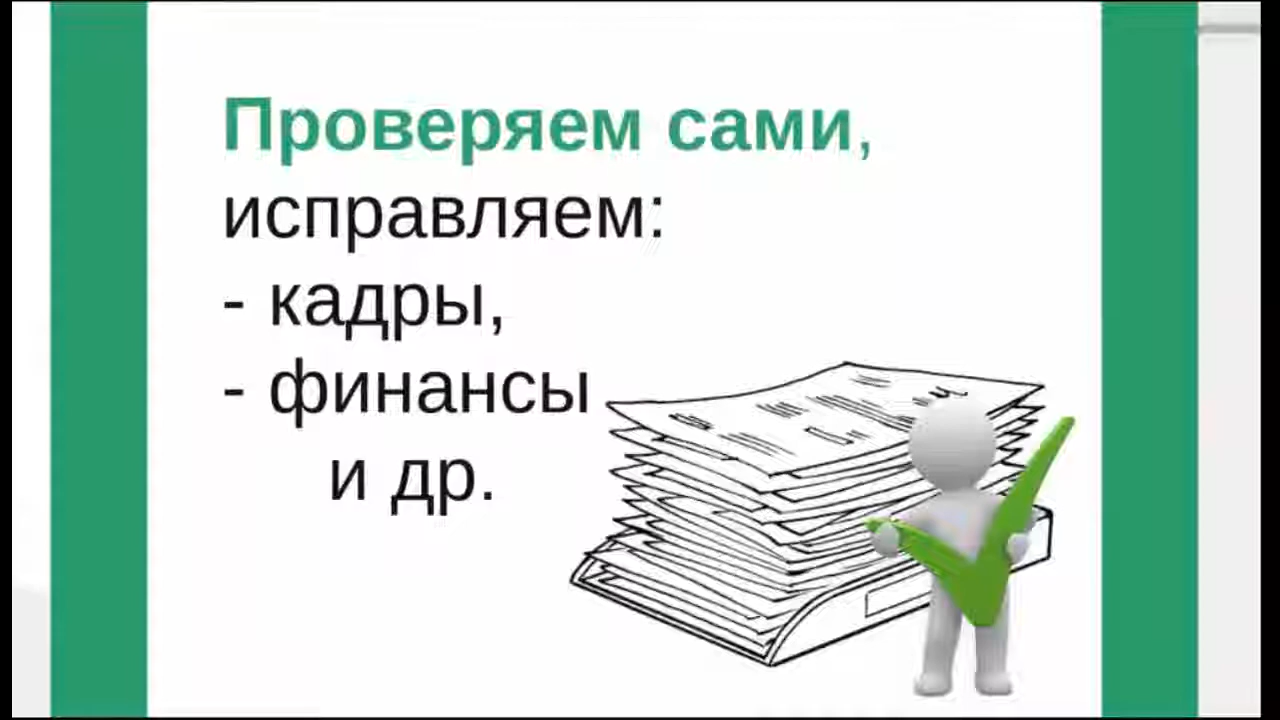 Проверяем сами,
исправляем:
- кадры,
- финансы
и др.